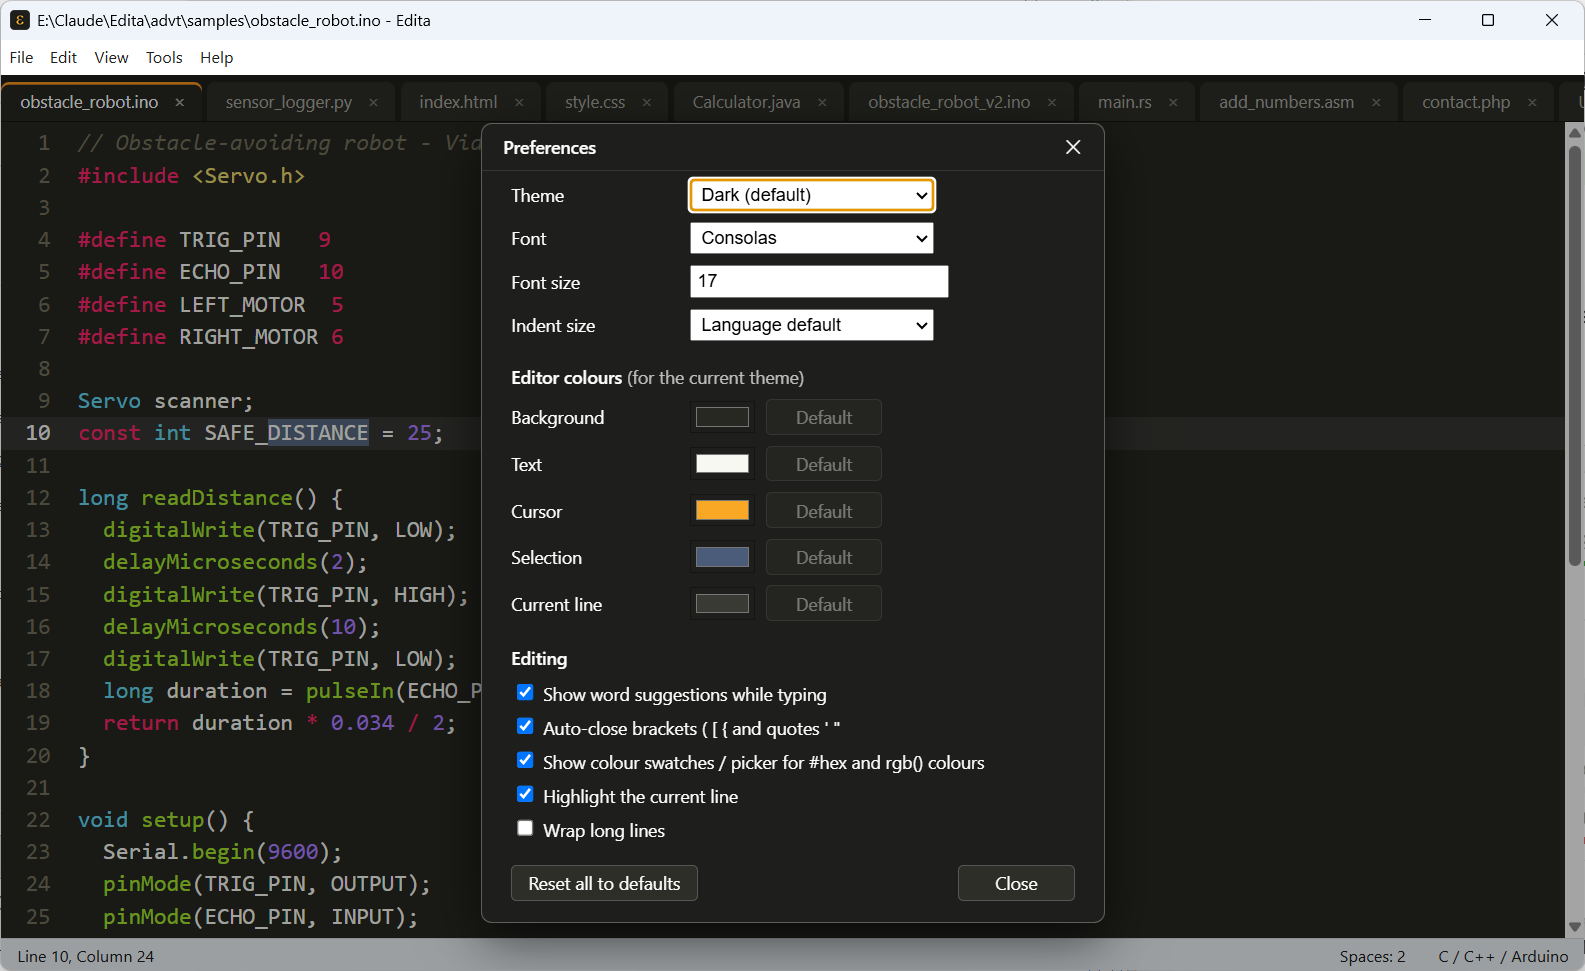 ε E:\Claude\Edita\advt\samples\obstacle_robot.ino - Edita
File Edit View Tools Help
obstacle_robot.ino × sensor_logger.py × index.html × style.css × Calculator.java × obstacle_robot_v2.ino × main.rs × add_numbers.asm × contact.php ×
1 // Obstacle-avoiding robot -
2 #include <Servo.h>
3
4 #define TRIG_PIN 9
5 #define ECHO_PIN 10
6 #define LEFT_MOTOR 5
7 #define RIGHT_MOTOR 6
8
9 Servo scanner;
10 const int SAFE_DISTANCE = 25;
11
12 long readDistance() {
13 digitalWrite(TRIG_PIN, LOW);
14 delayMicroseconds(2);
15 digitalWrite(TRIG_PIN, HIGH);
16 delayMicroseconds(10);
17 digitalWrite(TRIG_PIN, LOW);
18 long duration = pulseIn(ECHO_P
19 return duration * 0.034 / 2;
20 }
21
22 void setup() {
23 Serial.begin(9600);
24 pinMode(TRIG_PIN, OUTPUT);
25 pinMode(ECHO_PIN, INPUT);
Preferences
Theme Dark (default)
Font Consolas
Font size 17
Indent size Language default
Editor colours (for the current theme)
Background Default
Text Default
Cursor Default
Selection Default
Current line Default
Editing
Show word suggestions while typing
Auto-close brackets ( [ { and quotes ' "
Show colour swatches / picker for #hex and rgb() colours
Highlight the current line
Wrap long lines
Reset all to defaults Close
Line 10, Column 24 Spaces: 2 C / C++ / Arduino